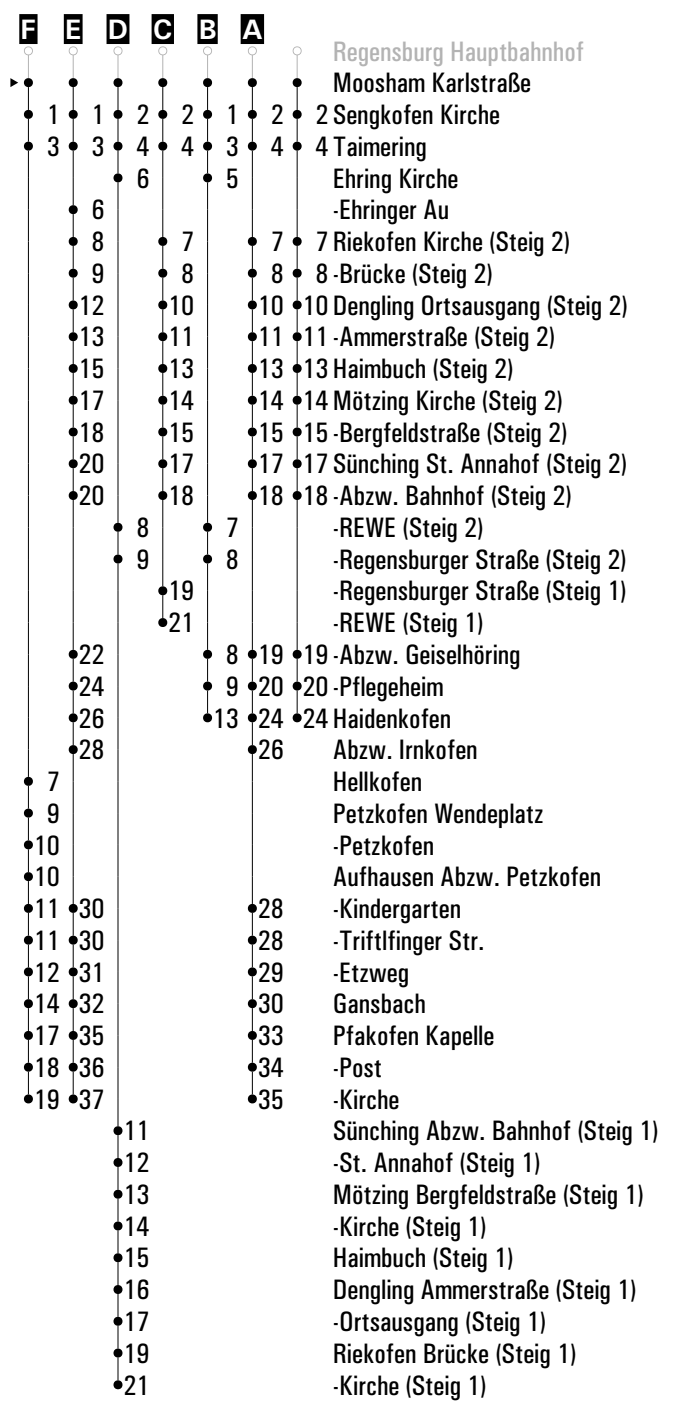 F E D C B A
Regensburg Hauptbahnhof
Moosham Karlstraße
1 1 2 2 1 2 2 Sengkofen Kirche
3 3 4 4 3 4 4 Taimering
6 5 Ehring Kirche
6 -Ehringer Au
8 7 7 7 Riekofen Kirche (Steig 2)
9 8 8 8 -Brücke (Steig 2)
12 10 10 10 Dengling Ortsausgang (Steig 2)
13 11 11 11 -Ammerstraße (Steig 2)
15 13 13 13 Haimbuch (Steig 2)
17 14 14 14 Mötzing Kirche (Steig 2)
18 15 15 15 -Bergfeldstraße (Steig 2)
20 17 17 17 Sünching St. Annahof (Steig 2)
20 18 18 18 -Abzw. Bahnhof (Steig 2)
8 7 -REWE (Steig 2)
9 8 -Regensburger Straße (Steig 2)
19 -Regensburger Straße (Steig 1)
21 -REWE (Steig 1)
22 8 19 19 -Abzw. Geiselhöring
24 9 20 20 -Pflegeheim
26 13 24 24 Haidenkofen
28 26 Abzw. Irnkofen
7 Hellkofen
9 Petzkofen Wendeplatz
10 -Petzkofen
10 Aufhausen Abzw. Petzkofen
11 30 28 -Kindergarten
11 30 28 -Triftlfinger Str.
12 31 29 -Etzweg
14 32 30 Gansbach
17 35 33 Pfakofen Kapelle
18 36 34 -Post
19 37 35 -Kirche
11 Sünching Abzw. Bahnhof (Steig 1)
12 -St. Annahof (Steig 1)
13 Mötzing Bergfeldstraße (Steig 1)
14 -Kirche (Steig 1)
15 Haimbuch (Steig 1)
16 Dengling Ammerstraße (Steig 1)
17 -Ortsausgang (Steig 1)
19 Riekofen Brücke (Steig 1)
21 -Kirche (Steig 1)